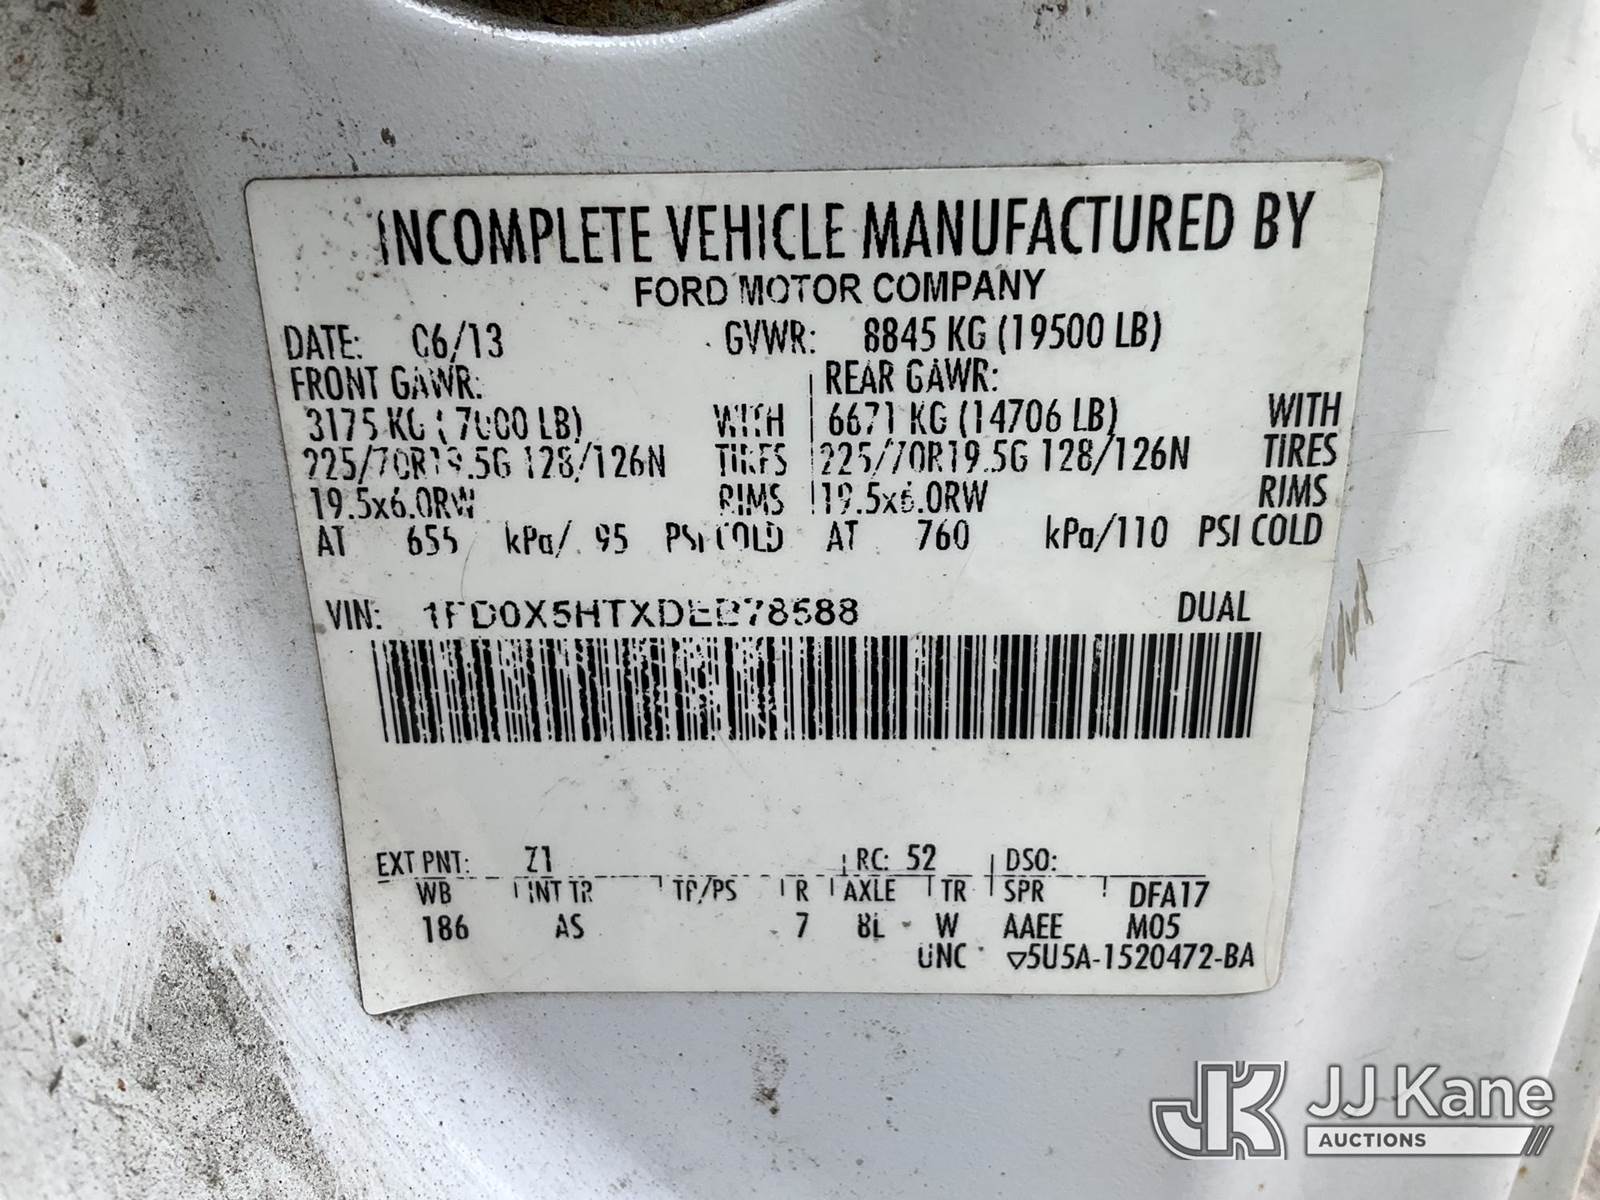 INCOMPLETE VEHICLE MANUFACTURED BY
FORD MOTOR COMPANY
DATE: 06/13 GVWR: 8845 KG (19500 LB)
FRONT GAWR: REAR GAWR:
3175 KG (7000 LB) WITH 6671 KG (14706 LB) WITH
225/70R19.5G 128/126N TIRES 225/70R19.5G 128/126N TIRES
19.5x6.0RW RIMS 19.5x6.0RW RIMS
AT 655 kPa/ 95 PSI COLD AT 760 kPa/110 PSI COLD
VIN: 1FD0X5HTXDEB78588 DUAL
EXT PNT: Z1 RC: 52 DSO:
WB INT TR TP/PS R AXLE TR SPR DFA17
186 AS 7 8L W AAEE M05
UNC ▽5U5A-1520472-BA
JK JJ Kane
AUCTIONS